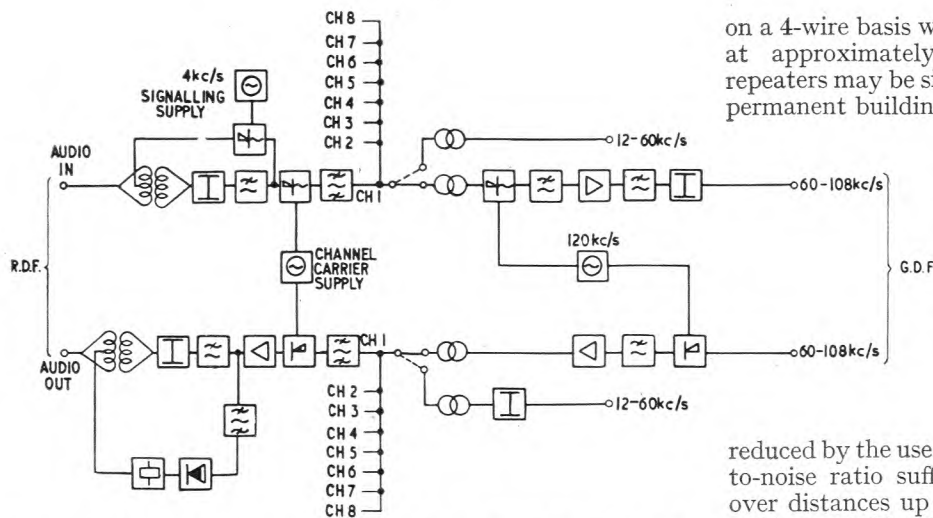 CH 8
CH 7
CH 6
CH 5
CH 4
CH 3
CH 2
4kc/s
SIGNALLING
SUPPLY
AUDIO
IN
12-60kc/s
CH 1
60-108kc/s
R.D.F.
CHANNEL
CARRIER
SUPPLY
120kc/s
G.D.F.
CH 1
60-108kc/s
AUDIO
OUT
CH 2
CH 3
CH 4
CH 5
CH 6
CH 7
CH 8
12-60kc/s
on a 4-wire basis w
at approximately
repeaters may be si
permanent buildin
reduced by the use
to-noise ratio suff
over distances up